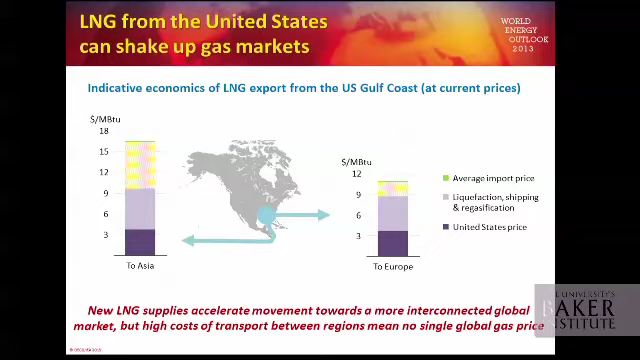 LNG from the United States
can shake up gas markets
WORLD
ENERGY
OUTLOOK
2013
Indicative economics of LNG export from the US Gulf Coast (at current prices)
$/MBtu
18
15
12
9
6
3
To Asia
$/MBtu
12
9
6
3
To Europe
Average import price
Liquefaction, shipping
& regasification
United States price
New LNG supplies accelerate movement towards a more interconnected global
market, but high costs of transport between regions mean no single global gas price
UNIVERSITY'S
BAKER
INSTITUTE